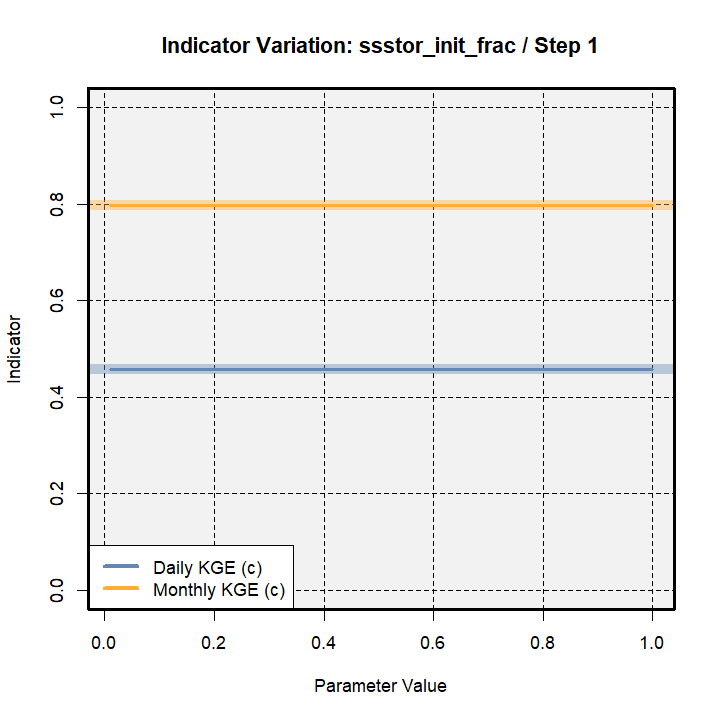 Indicator Variation: ssstor_init_frac / Step 1
Indicator
1.0
0.8
0.6
0.4
0.2
0.0
Daily KGE (c)
Monthly KGE (c)
0.0 0.2 0.4 0.6 0.8 1.0
Parameter Value